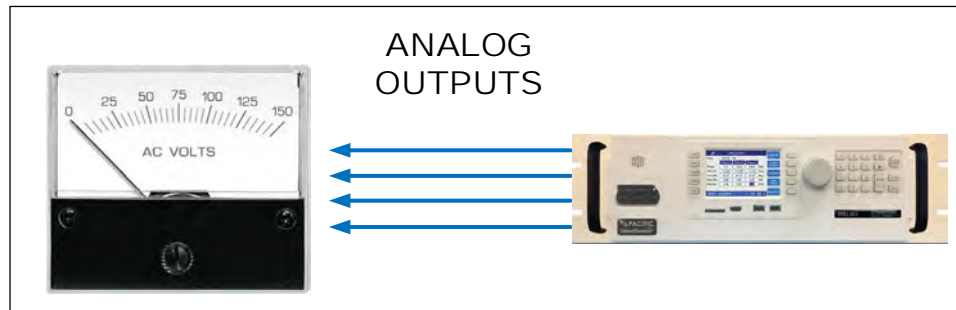 ANALOG
OUTPUTS
0 25 50 75 100 125 150
AC VOLTS
PACIFIC